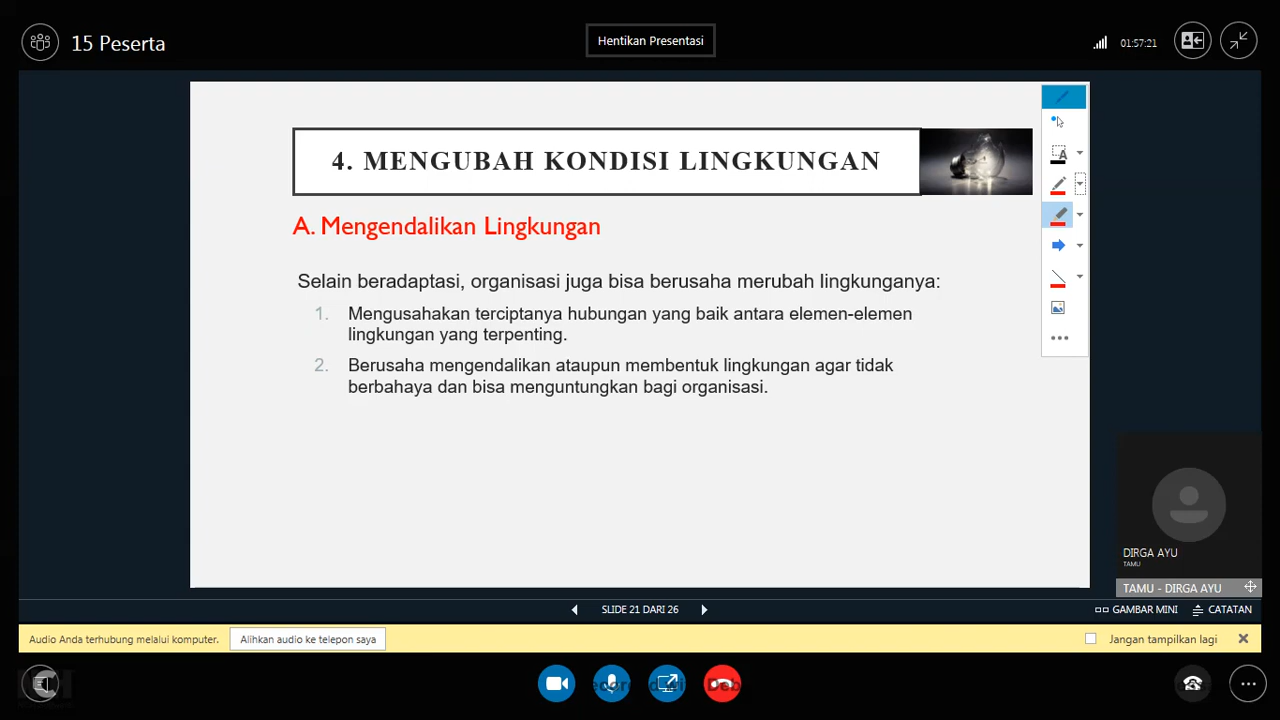 15 Peserta
Hentikan Presentasi
01:57:21
4. MENGUBAH KONDISI LINGKUNGAN
A. Mengendalikan Lingkungan
Selain beradaptasi, organisasi juga bisa berusaha merubah lingkunganya:
1. Mengusahakan terciptanya hubungan yang baik antara elemen-elemen
lingkungan yang terpenting.
2. Berusaha mengendalikan ataupun membentuk lingkungan agar tidak
berbahaya dan bisa menguntungkan bagi organisasi.
DIRGA AYU
TAMU
TAMU - DIRGA AYU
SLIDE 21 DARI 26
GAMBAR MINI
CATATAN
Audio Anda terhubung melalui komputer.
Alihkan audio ke telepon saya
Jangan tampilkan lagi